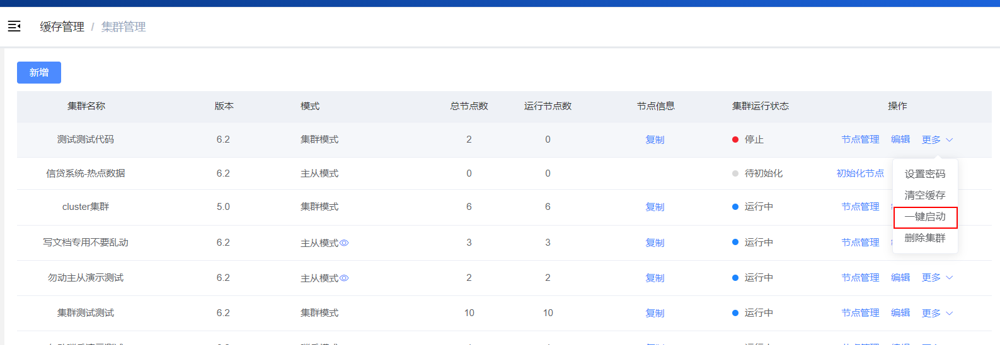 缓存管理 / 集群管理
新增
集群名称 版本 模式 总节点数 运行节点数 节点信息 集群运行状态 操作
测试测试代码 6.2 集群模式 2 0 复制 停止 节点管理 编辑 更多
信贷系统-热点数据 6.2 主从模式 0 0 待初始化 初始化节点
设置密码
清空缓存
一键启动
删除集群
cluster集群 5.0 集群模式 6 6 复制 运行中 节点管理
写文档专用不要乱动 6.2 主从模式 3 3 复制 运行中 节点管理
勿动主从演示测试 6.2 主从模式 2 2 复制 运行中 节点管理 编辑 更多
集群测试测试 6.2 集群模式 10 10 复制 运行中 节点管理 编辑 更多